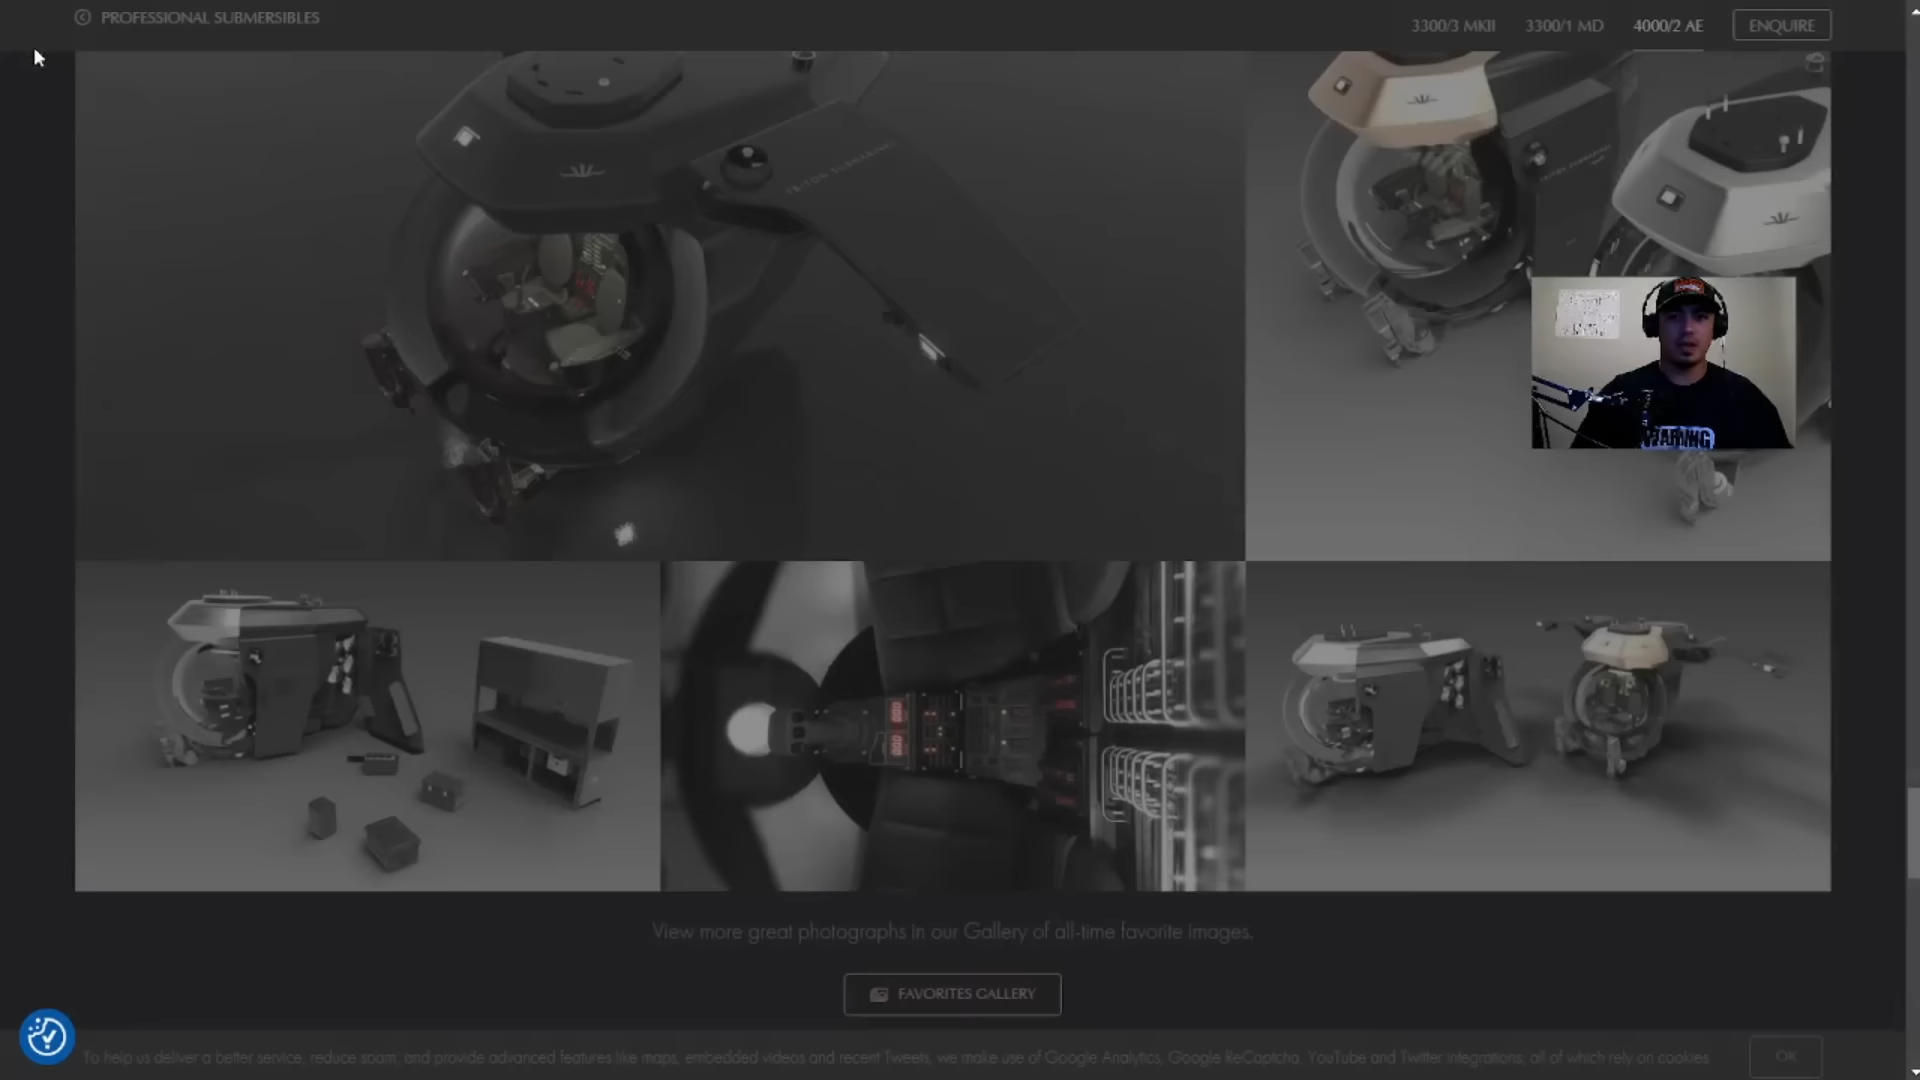 PROFESSIONAL SUBMERSIBLES
3300/3 MKII
3300/1 MD
4000/2 AE
ENQUIRE
TRITON SUBMARINES
WARNING
View more great photographs in our Gallery of all-time favorite images.
FAVORITES GALLERY
To help us deliver a better service, reduce spam, and provide advanced features like maps, embedded videos and recent Tweets, we make use of Google Analytics, Google ReCaptcha, YouTube and Twitter integrations; all of which rely on cookies
OK